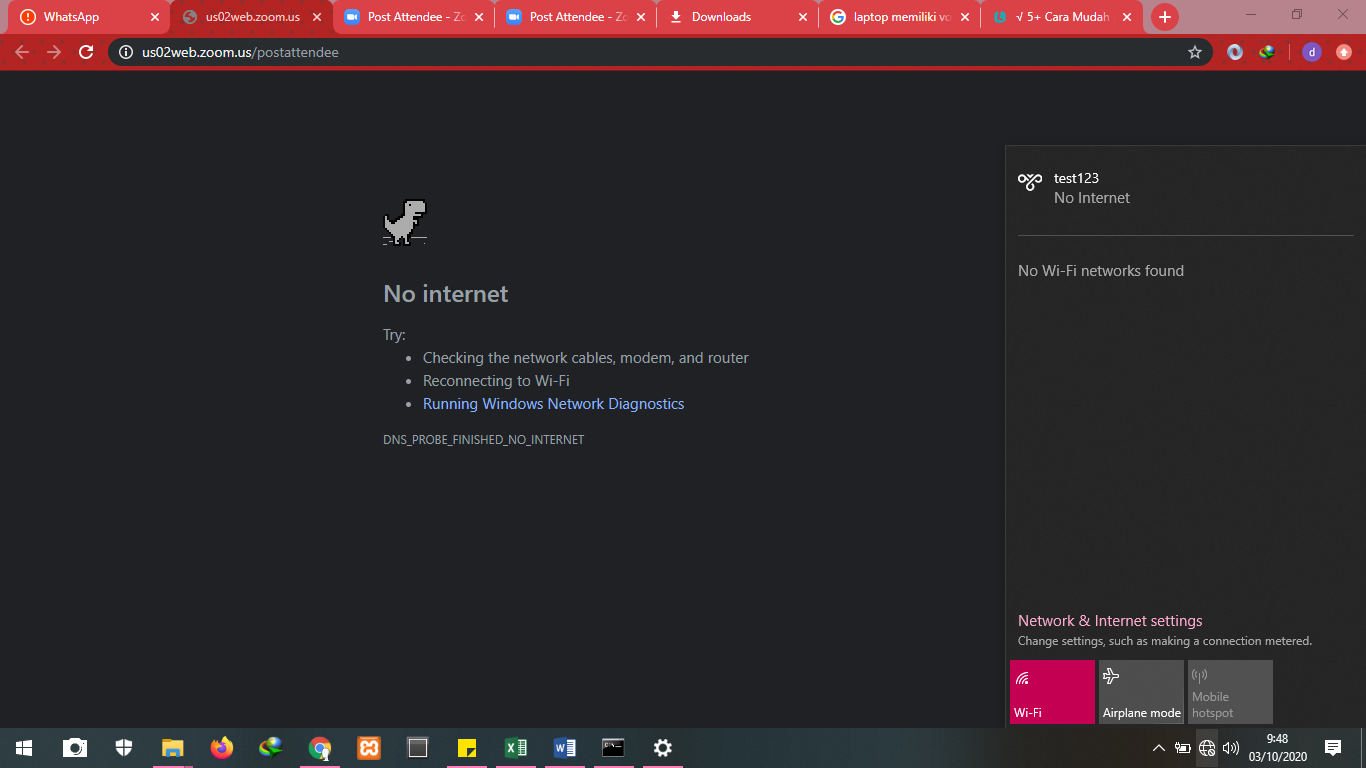 WhatsApp
us02web.zoom.us
Post Attendee - Zo
Post Attendee - Zo
Downloads
laptop memiliki vo
√ 5+ Cara Mudah
us02web.zoom.us/postattendee
d
test123
No Internet
No Wi-Fi networks found
No internet
Try:
Checking the network cables, modem, and router
Reconnecting to Wi-Fi
Running Windows Network Diagnostics
DNS_PROBE_FINISHED_NO_INTERNET
Network & Internet settings
Change settings, such as making a connection metered.
Wi-Fi
Airplane mode
Mobile
hotspot
9:48
03/10/2020